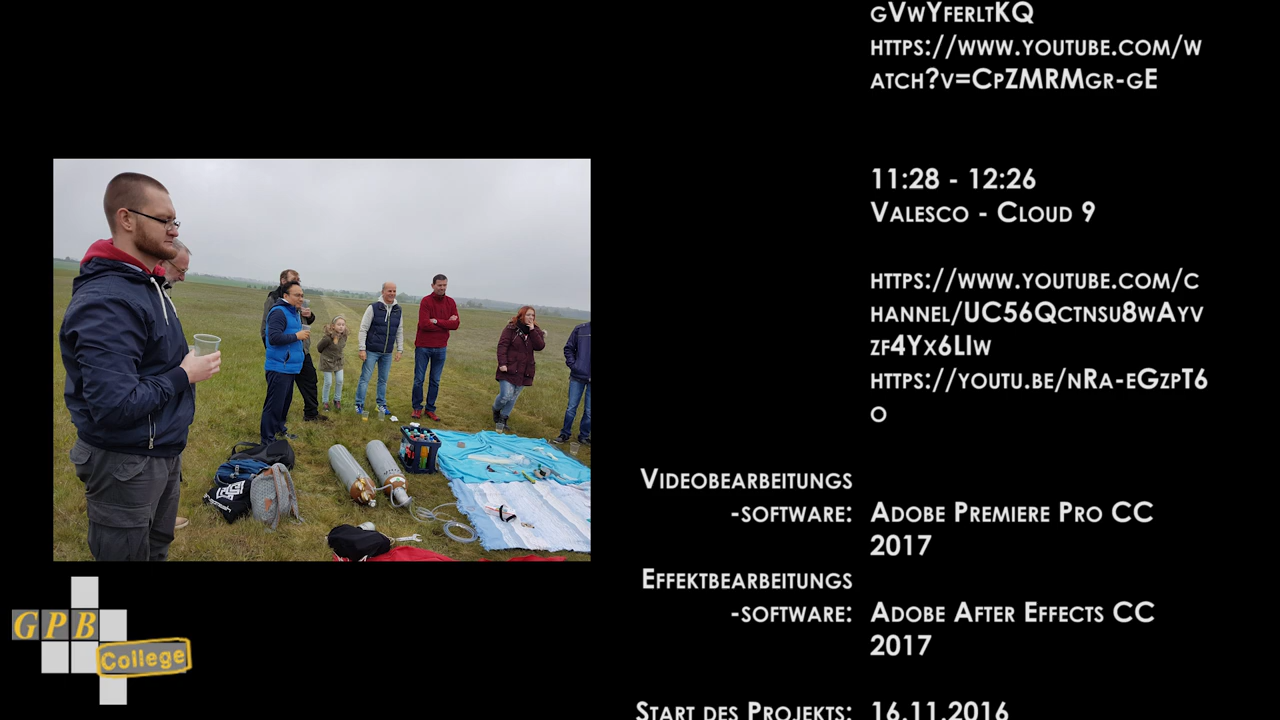 gVwYferltKQ
https://www.youtube.com/w
atch?v=CpZMRMgr-gE
11:28 - 12:26
Valesco - Cloud 9
https://www.youtube.com/c
hannel/UC56Qctnsu8wAyv
zf4Yx6LIw
https://youtu.be/nRa-eGzpT6
o
Videobearbeitungs
-software: Adobe Premiere Pro CC
2017
Effektbearbeitungs
-software: Adobe After Effects CC
2017
Start des Projekts: 16.11.2016
GPB
College